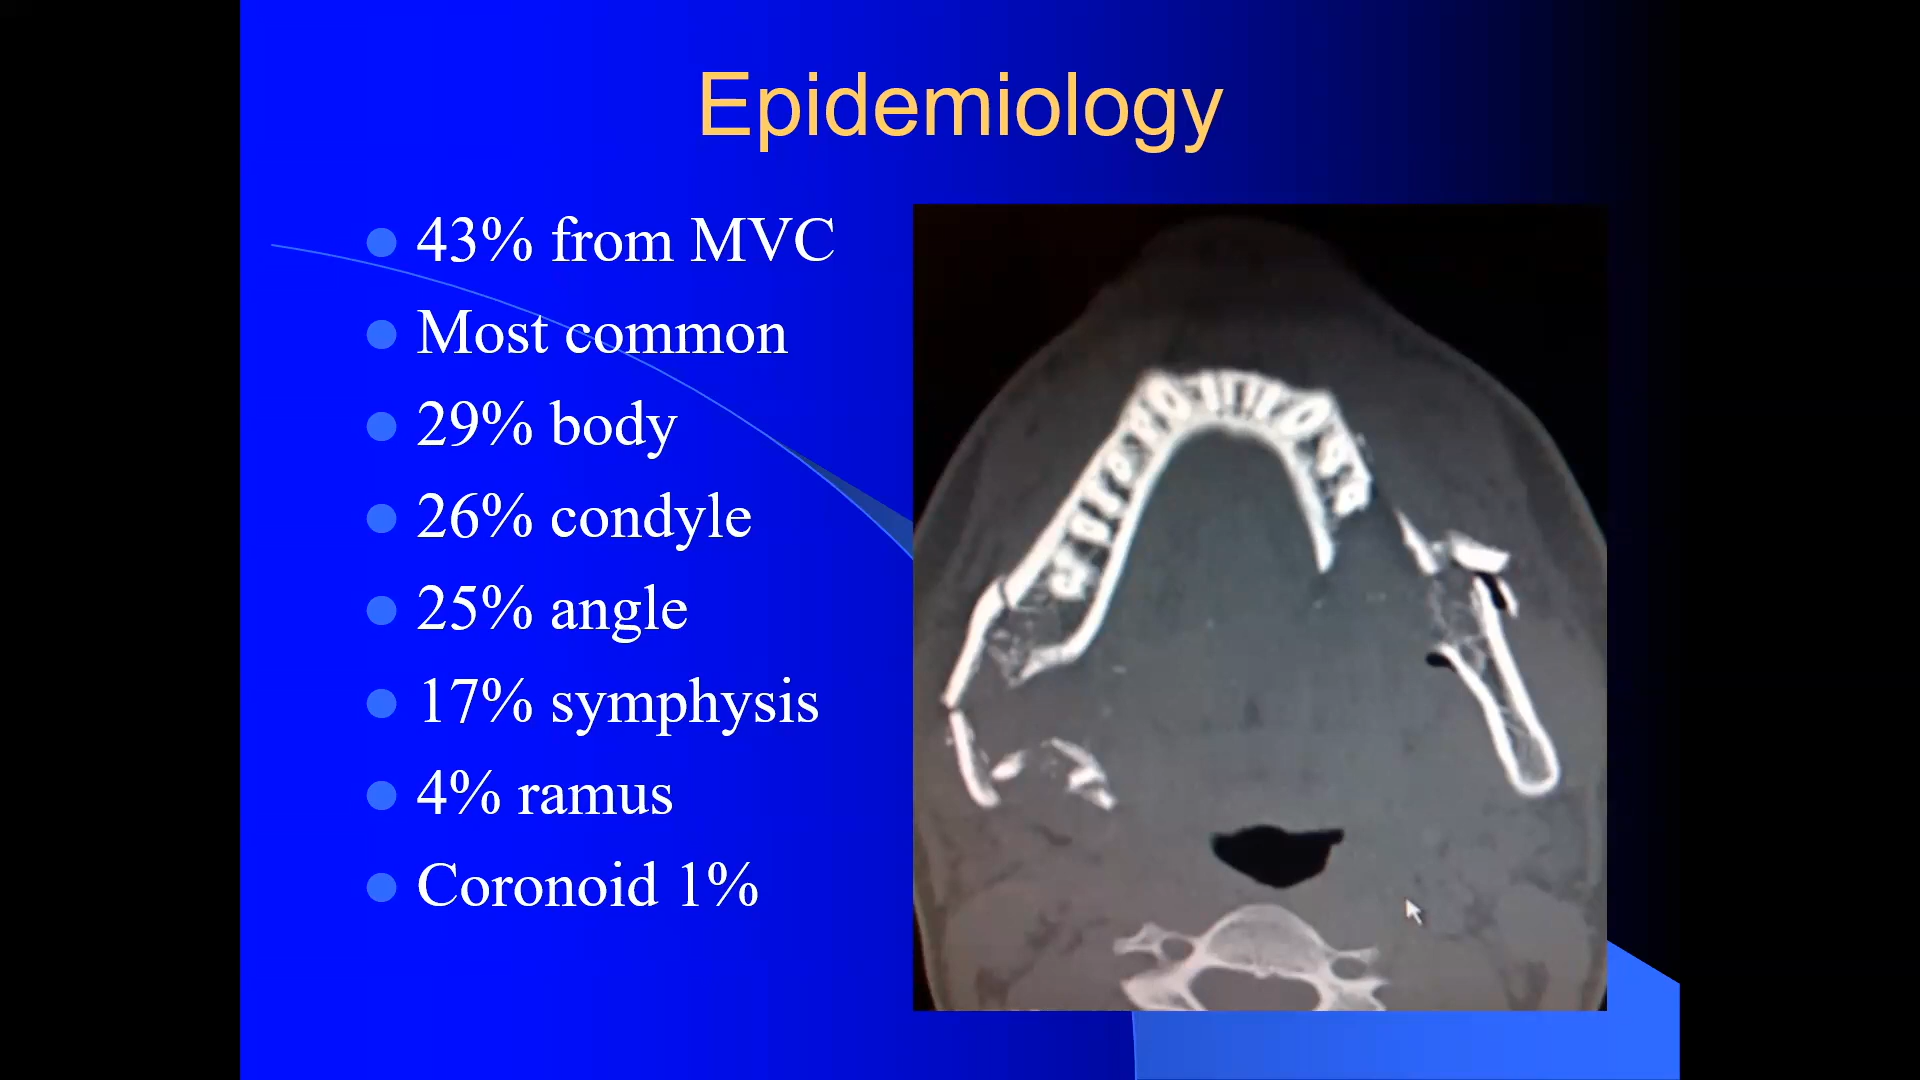 Epidemiology
43% from MVC
Most common
29% body
26% condyle
25% angle
17% symphysis
4% ramus
Coronoid 1%